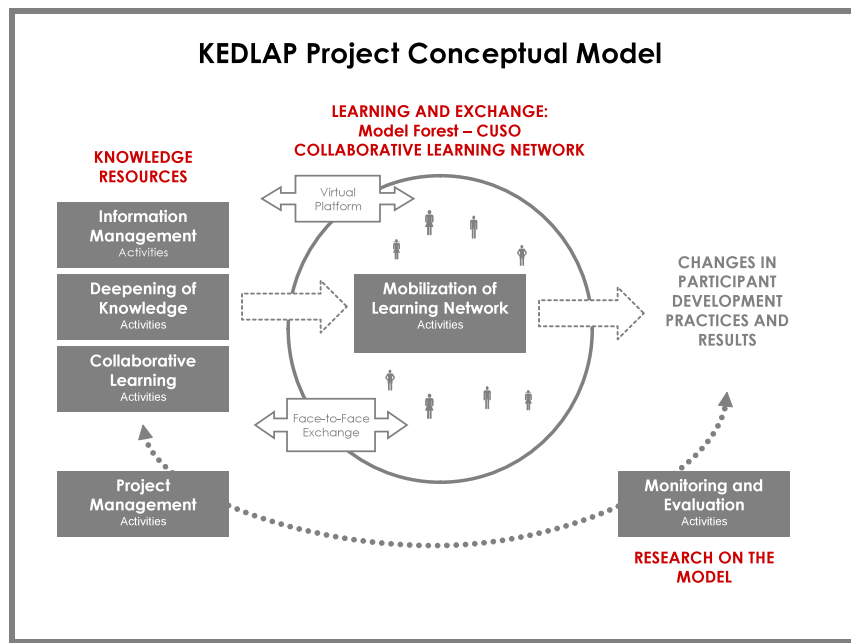 KEDLAP Project Conceptual Model
LEARNING AND EXCHANGE:
Model Forest – CUSO
COLLABORATIVE LEARNING NETWORK
KNOWLEDGE
RESOURCES
Information
Management
Activities
Deepening of
Knowledge
Activities
Collaborative
Learning
Activities
Project
Management
Activities
Virtual
Platform
Mobilization of
Learning Network
Activities
Face-to-Face
Exchange
CHANGES IN
PARTICIPANT
DEVELOPMENT
PRACTICES AND
RESULTS
Monitoring and
Evaluation
Activities
RESEARCH ON THE
MODEL